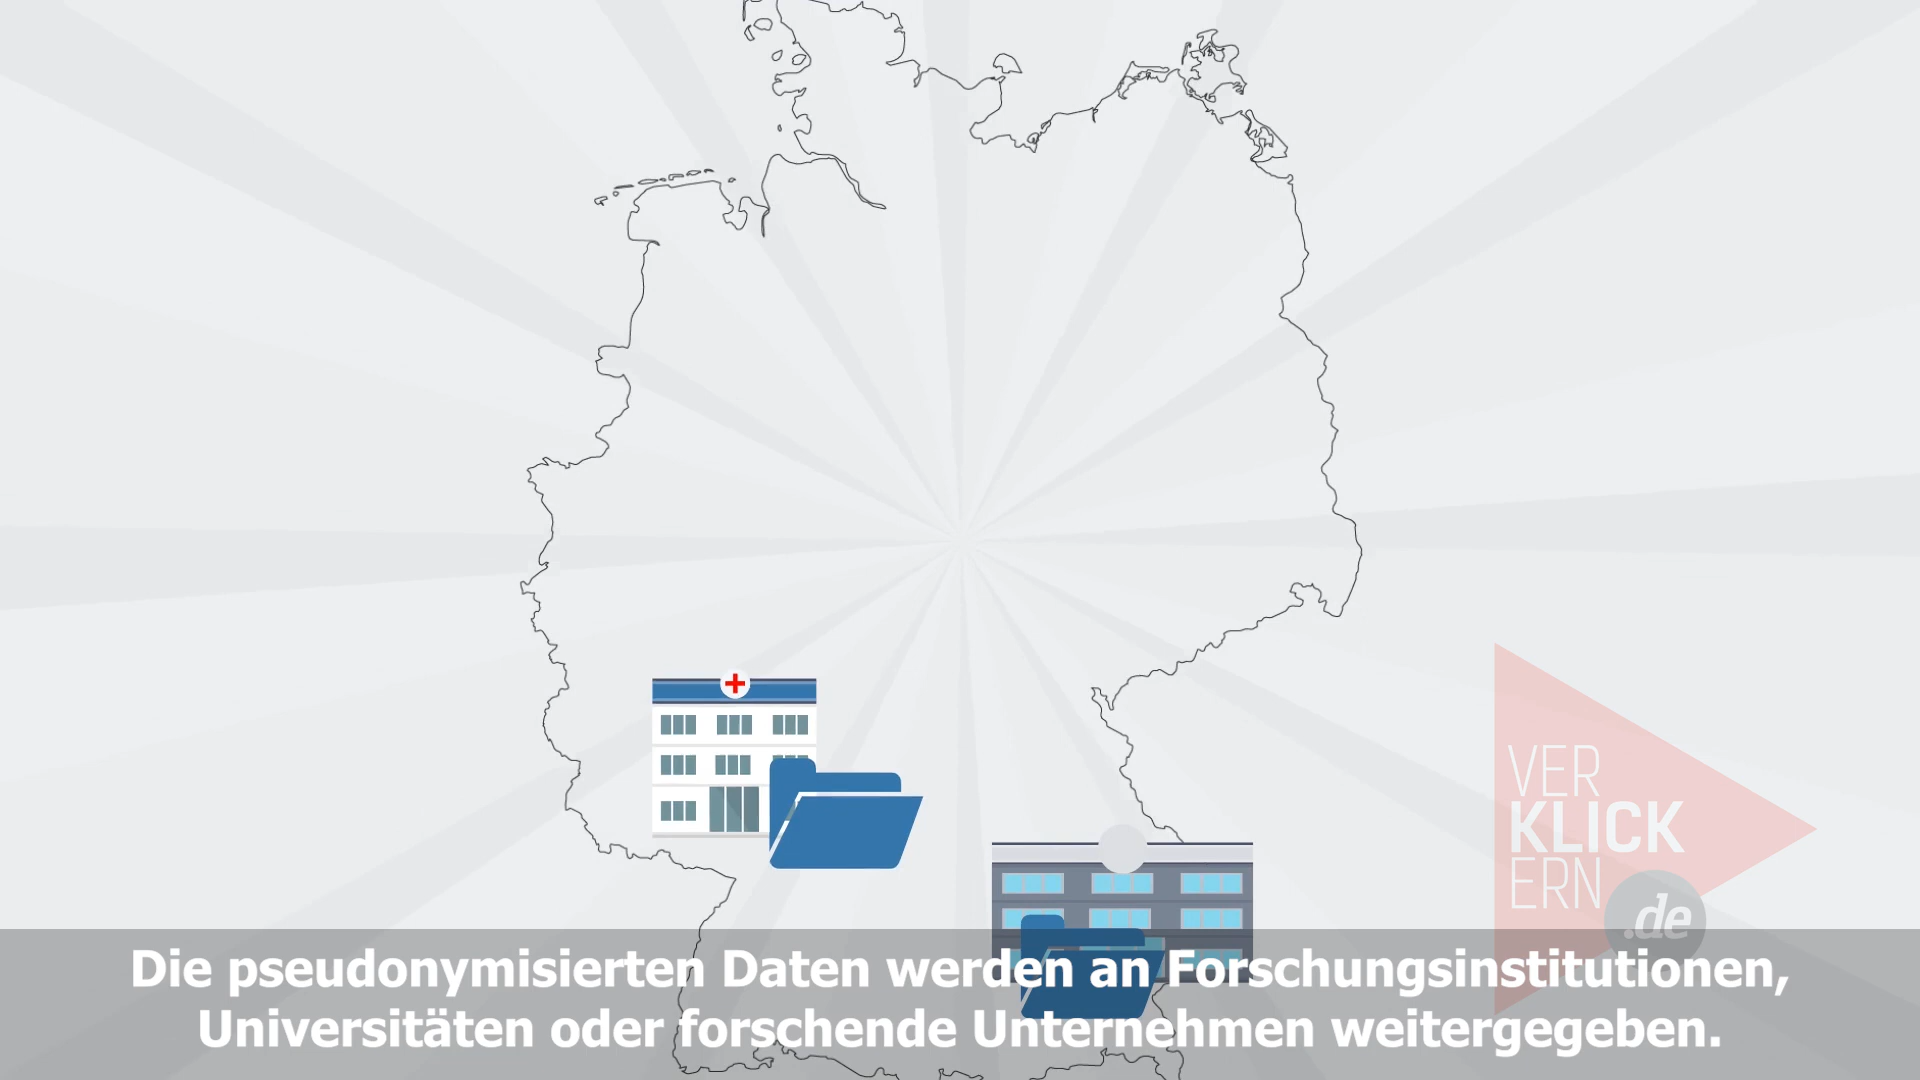 VER
KLICK
ERN
.de
Die pseudonymisierten Daten werden an Forschungsinstitutionen,
Universitäten oder forschende Unternehmen weitergegeben.